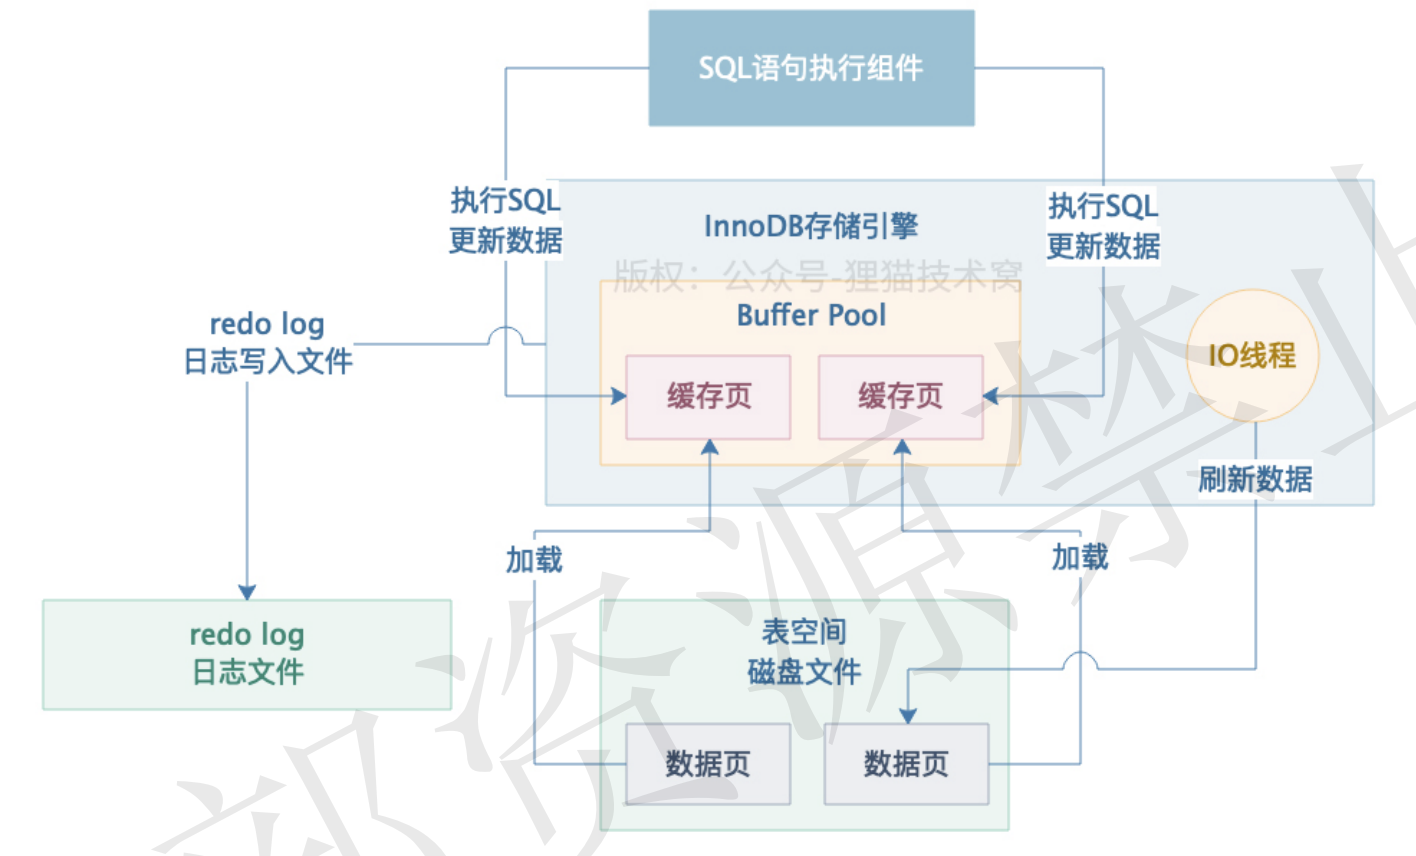 SQL语句执行组件
执行SQL
更新数据
执行SQL
更新数据
InnoDB存储引擎
版权：公众号-狸猫技术窝
Buffer Pool
redo log
日志写入文件
缓存页
缓存页
IO线程
刷新数据
加载
加载
redo log
日志文件
表空间
磁盘文件
数据页
数据页
部资源禁止